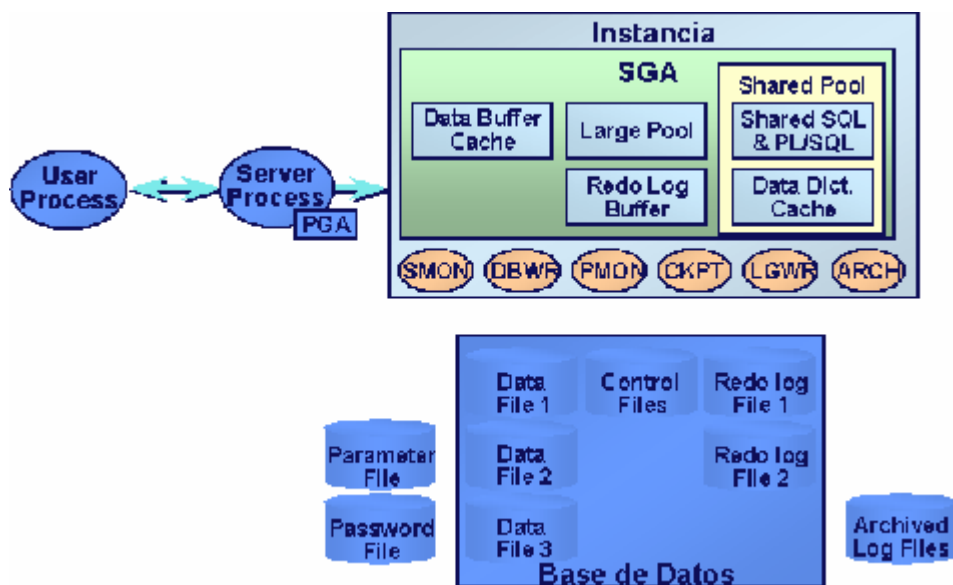 Instancia
SGA
Shared Pool
Data Buffer
Cache
Large Pool
Shared SQL
& PL/SQL
User
Process
Server
Process
PGA
Redo Log
Buffer
Data Dict.
Cache
SMON
DBWR
PMON
CKPT
LGWR
ARCH
Data
File 1
Control
Files
Redo log
File 1
Parameter
File
Data
File 2
Redo log
File 2
Password
File
Data
File 3
Archived
Log Files
Base de Datos